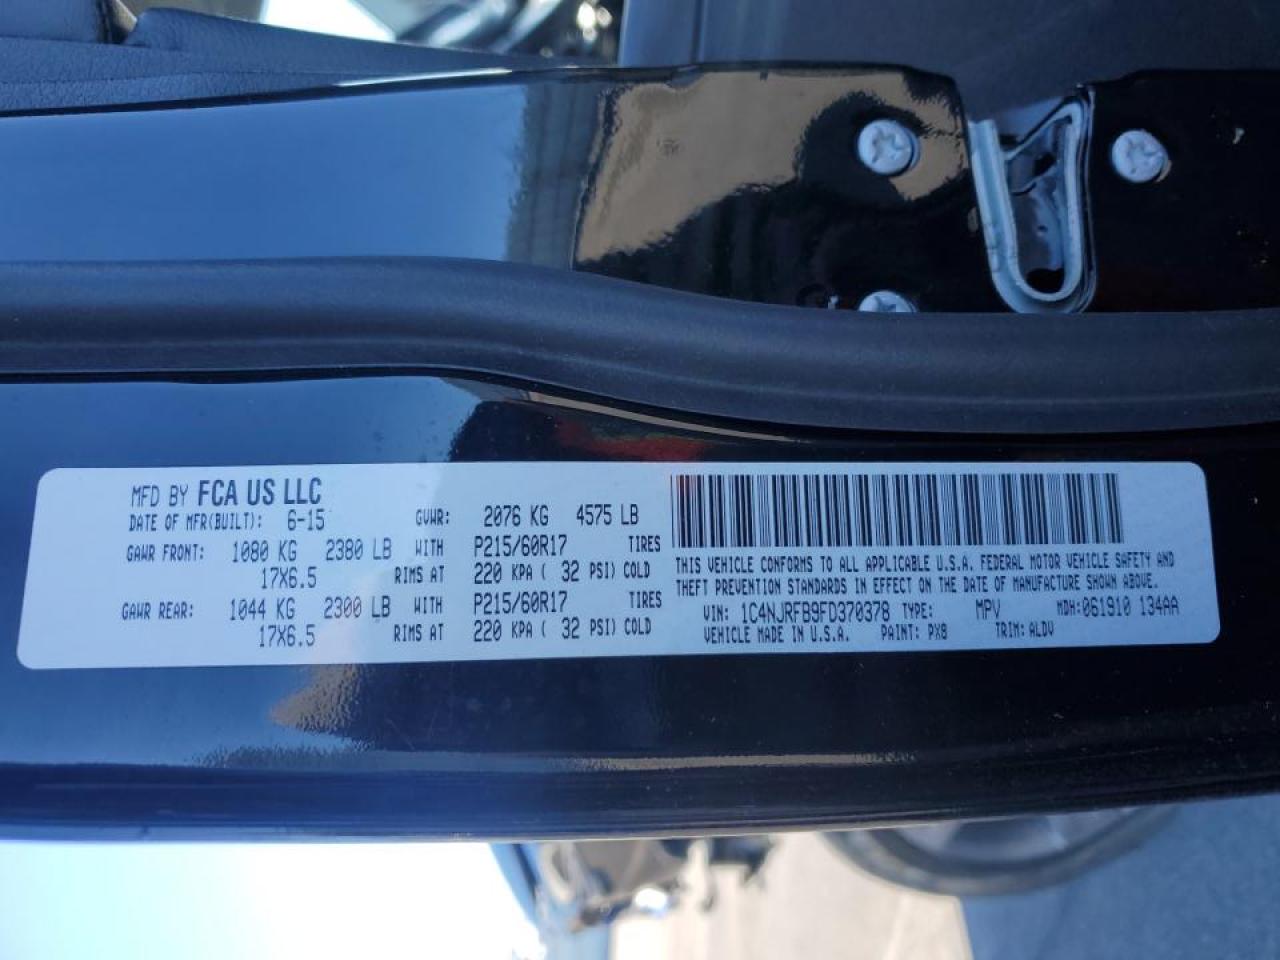 MFD BY FCA US LLC
DATE OF MFR(BUILT): 6-15 GVWR: 2076 KG 4575 LB
GAWR FRONT: 1080 KG 2380 LB WITH P215/60R17 TIRES
17X6.5 RIMS AT 220 KPA ( 32 PSI) COLD
GAWR REAR: 1044 KG 2300 LB WITH P215/60R17 TIRES
17X6.5 RIMS AT 220 KPA ( 32 PSI) COLD
THIS VEHICLE CONFORMS TO ALL APPLICABLE U.S.A. FEDERAL MOTOR VEHICLE SAFETY AND
THEFT PREVENTION STANDARDS IN EFFECT ON THE DATE OF MANUFACTURE SHOWN ABOVE.
VIN: 1C4NJRFB9FD370378 TYPE: MPV MDH:061910 134AA
VEHICLE MADE IN U.S.A. PAINT: PX8 TRIM: ALDV